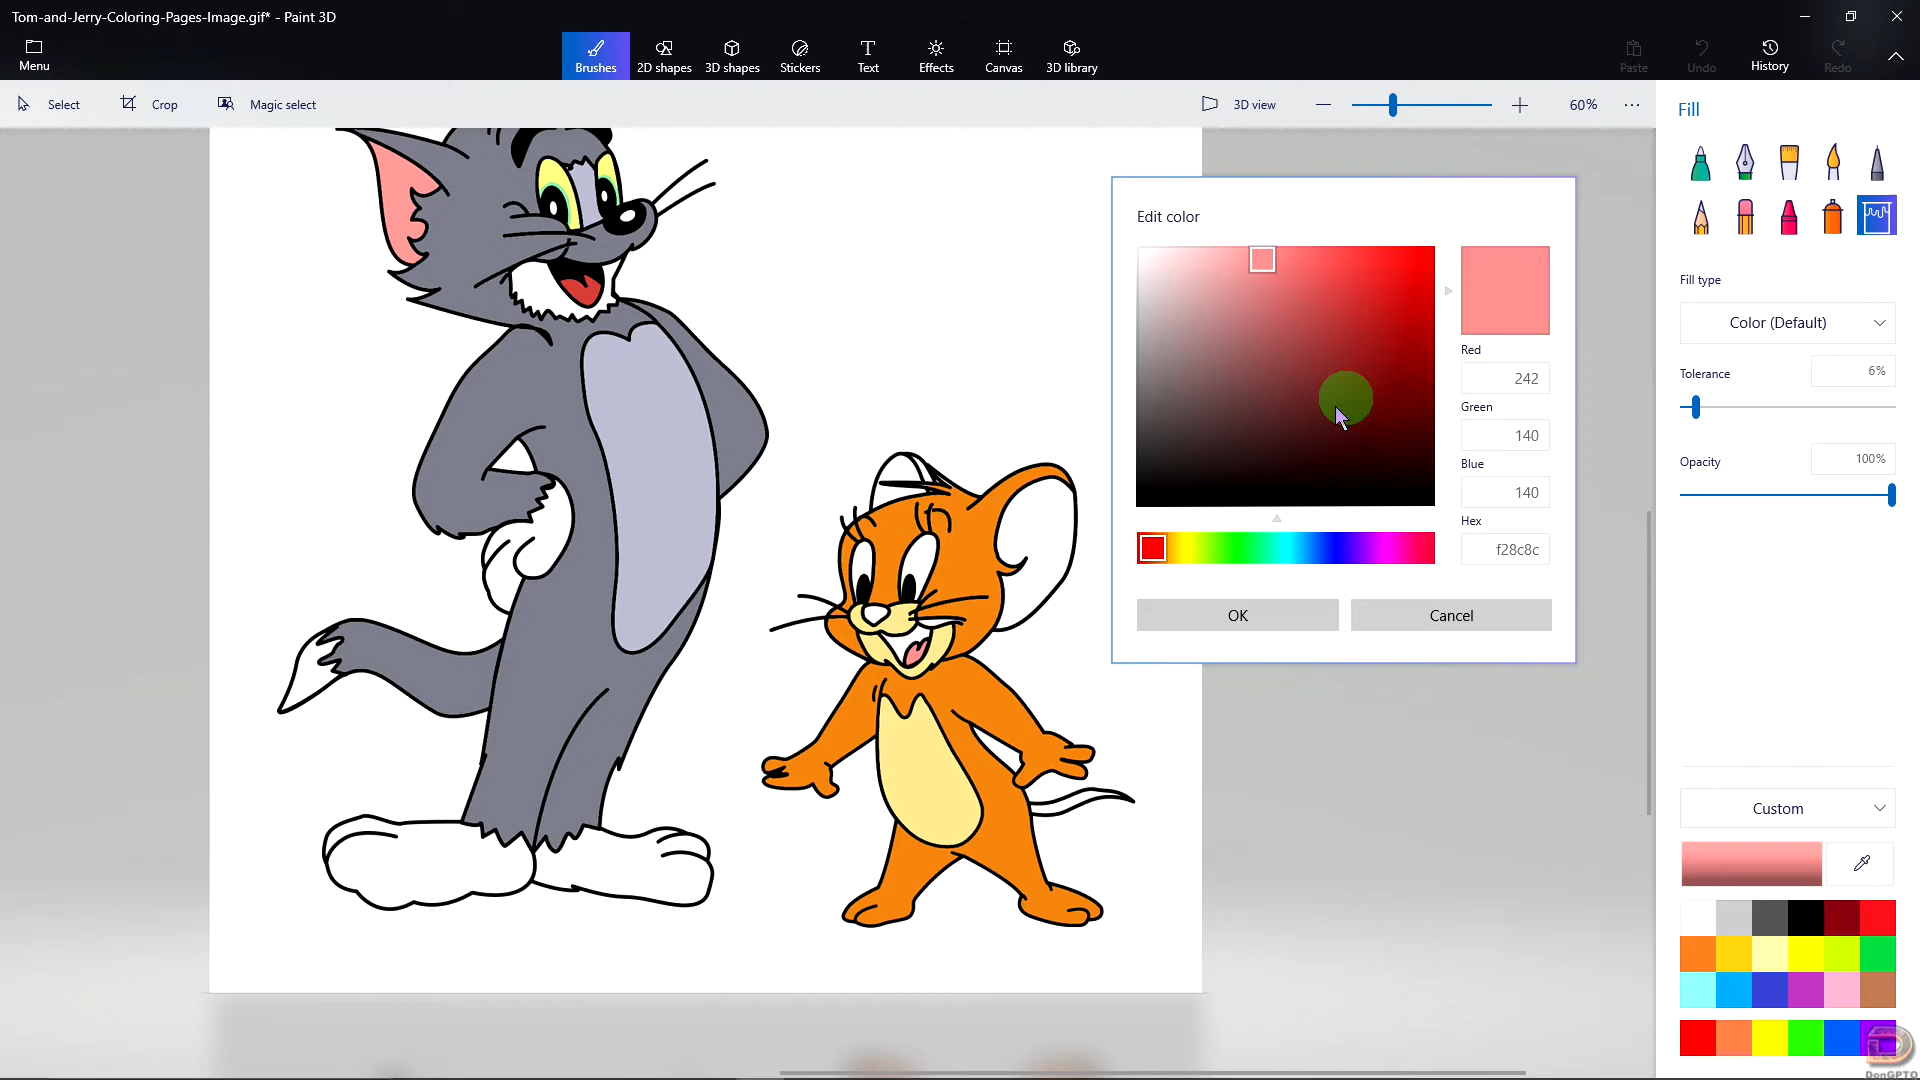 Tom-and-Jerry-Coloring-Pages-Image.gif* - Paint 3D
Menu
Brushes
2D shapes
3D shapes
Stickers
Text
Effects
Canvas
3D library
Paste
Undo
History
Redo
Select
Crop
Magic select
3D view
60%
Fill
Fill type
Color (Default)
Tolerance
6%
Opacity
100%
Edit color
Red
242
Green
140
Blue
140
Hex
f28c8c
OK
Cancel
Custom
DonGPTO